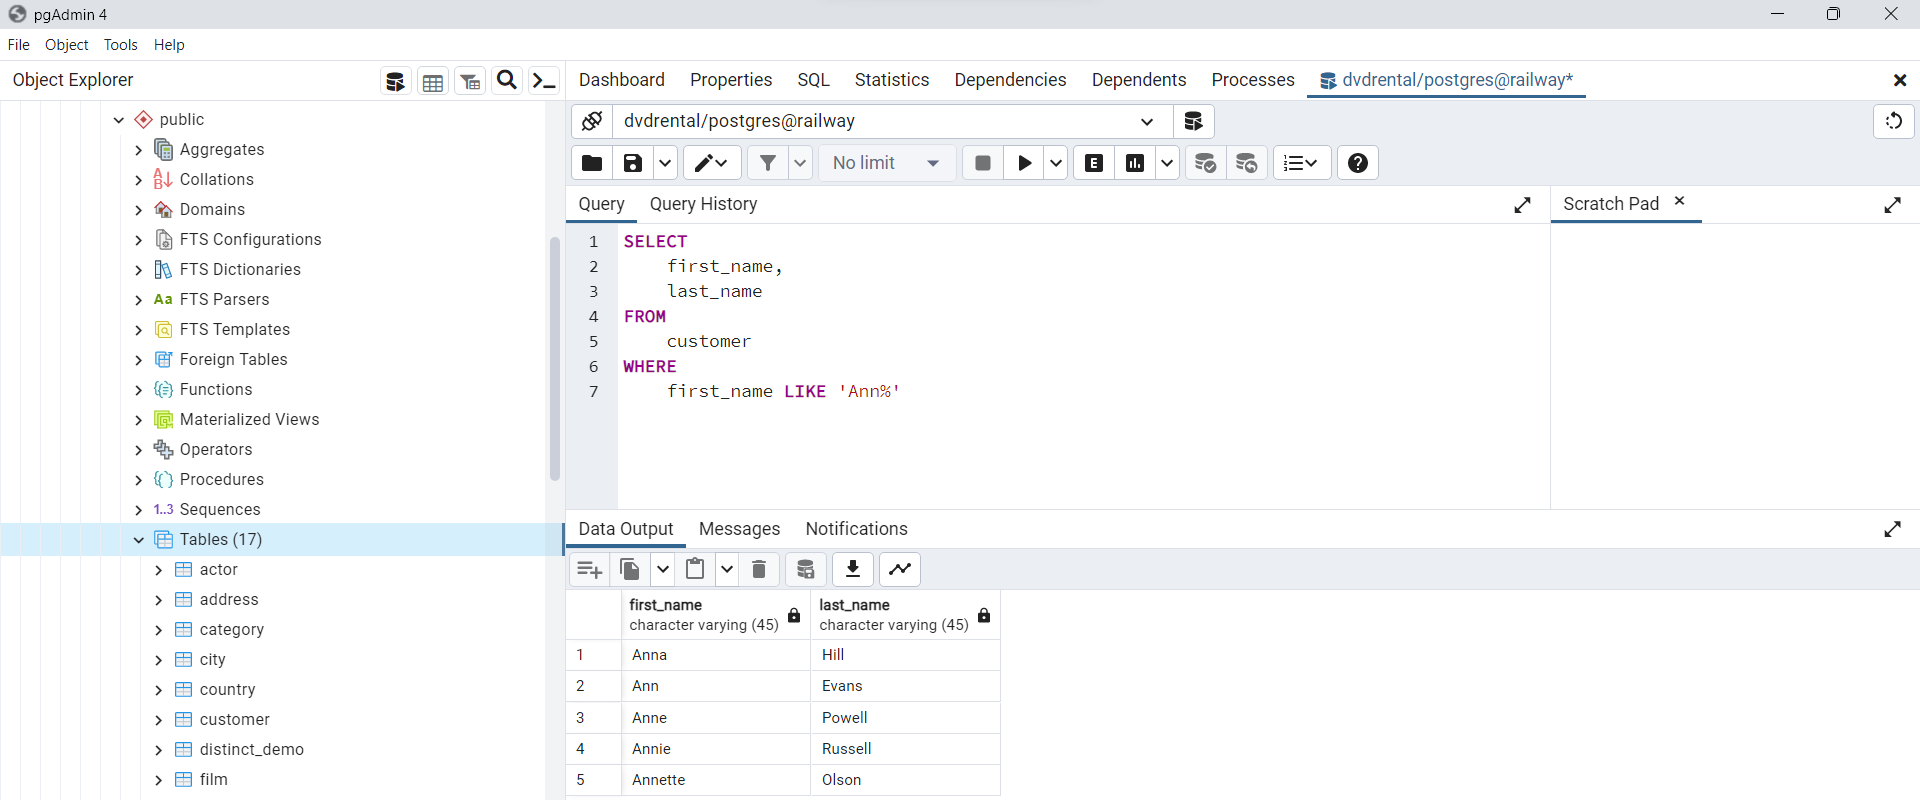 pgAdmin 4
File Object Tools Help
Object Explorer
Dashboard Properties SQL Statistics Dependencies Dependents Processes dvdrental/postgres@railway*
public
Aggregates
Collations
Domains
FTS Configurations
FTS Dictionaries
Aa FTS Parsers
FTS Templates
Foreign Tables
Functions
Materialized Views
Operators
Procedures
1..3 Sequences
Tables (17)
actor
address
category
city
country
customer
distinct_demo
film
dvdrental/postgres@railway
No limit
E
Query Query History
Scratch Pad
1 SELECT
2 first_name,
3 last_name
4 FROM
5 customer
6 WHERE
7 first_name LIKE 'Ann%'
Data Output Messages Notifications
first_name last_name
character varying (45) character varying (45)
1 Anna Hill
2 Ann Evans
3 Anne Powell
4 Annie Russell
5 Annette Olson